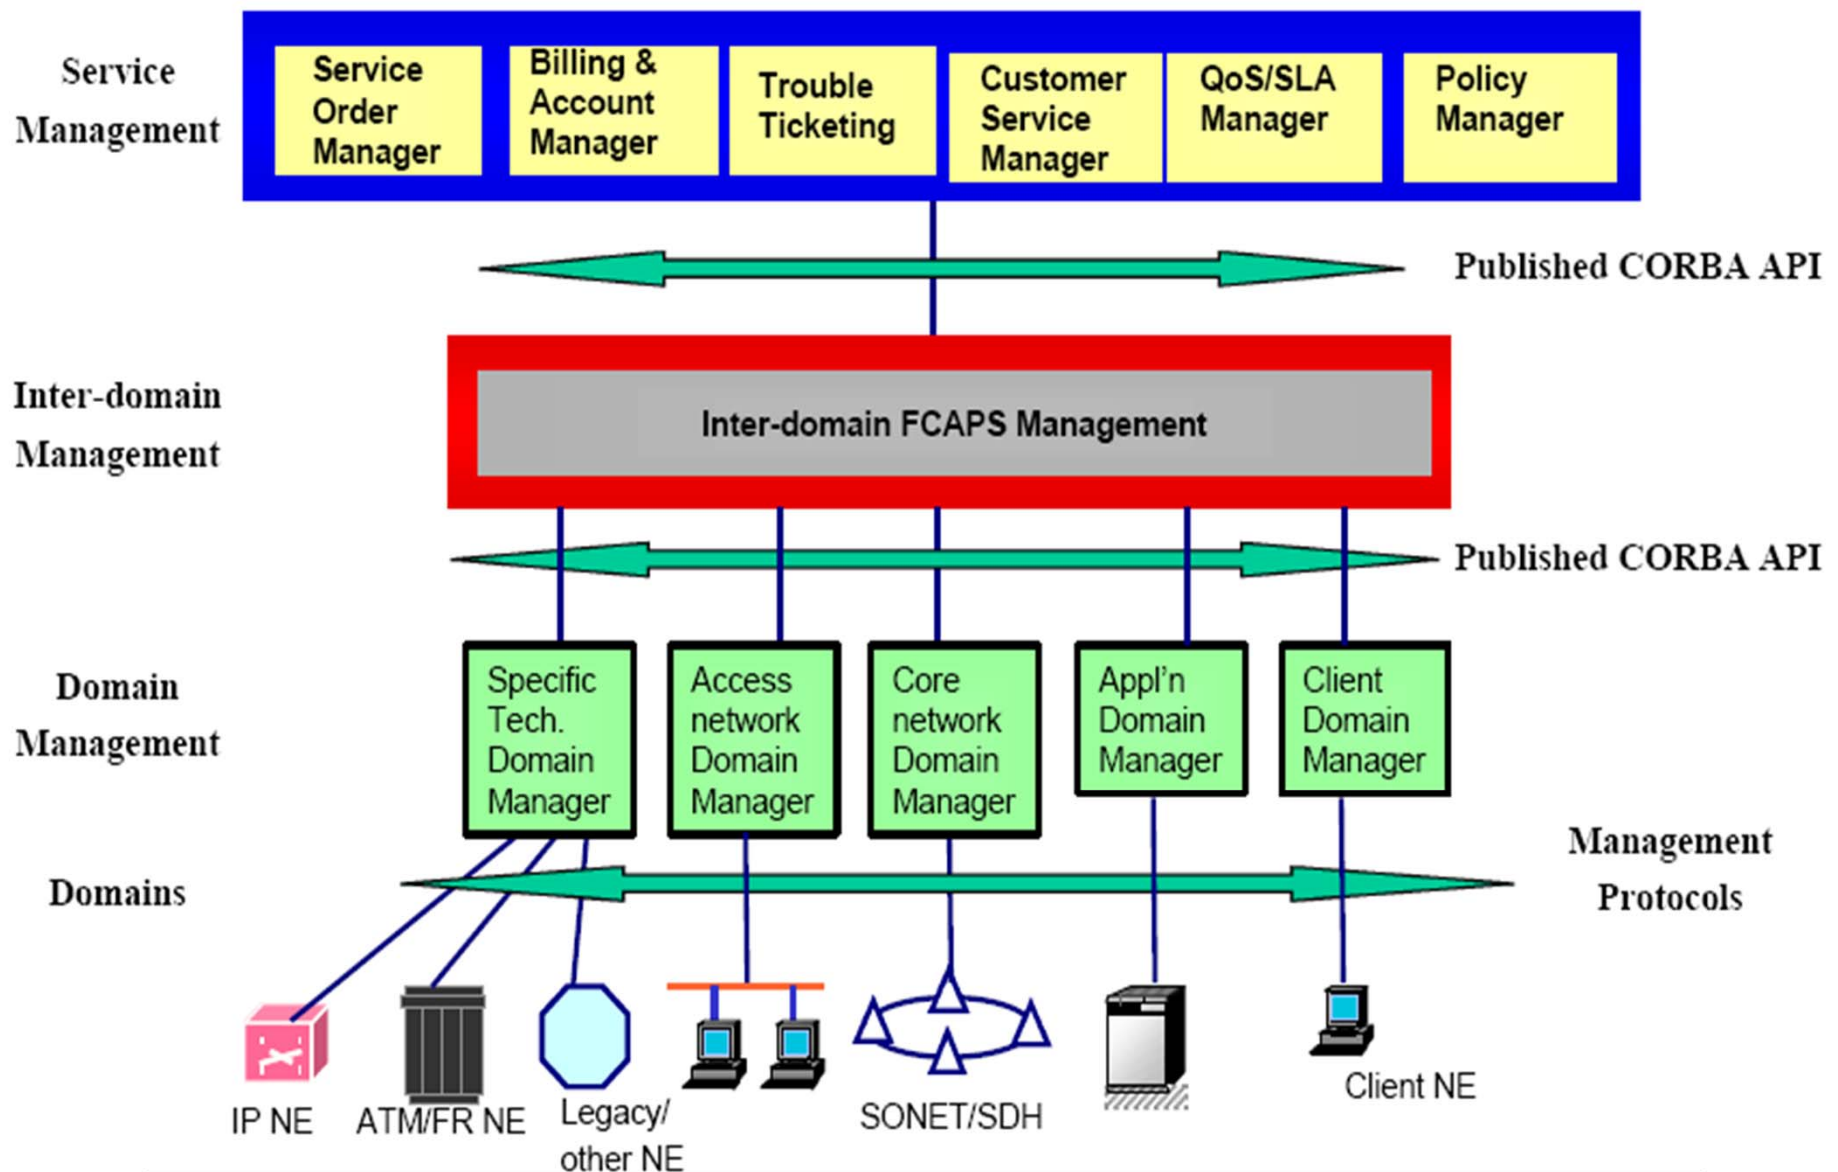 Service
Management
Service
Order
Manager
Billing &
Account
Manager
Trouble
Ticketing
Customer
Service
Manager
QoS/SLA
Manager
Policy
Manager
Published CORBA API
Inter-domain
Management
Inter-domain FCAPS Management
Published CORBA API
Domain
Management
Specific
Tech.
Domain
Manager
Access
network
Domain
Manager
Core
network
Domain
Manager
Appl’n
Domain
Manager
Client
Domain
Manager
Domains
Management
Protocols
IP NE
ATM/FR NE
Legacy/
other NE
SONET/SDH
Client NE